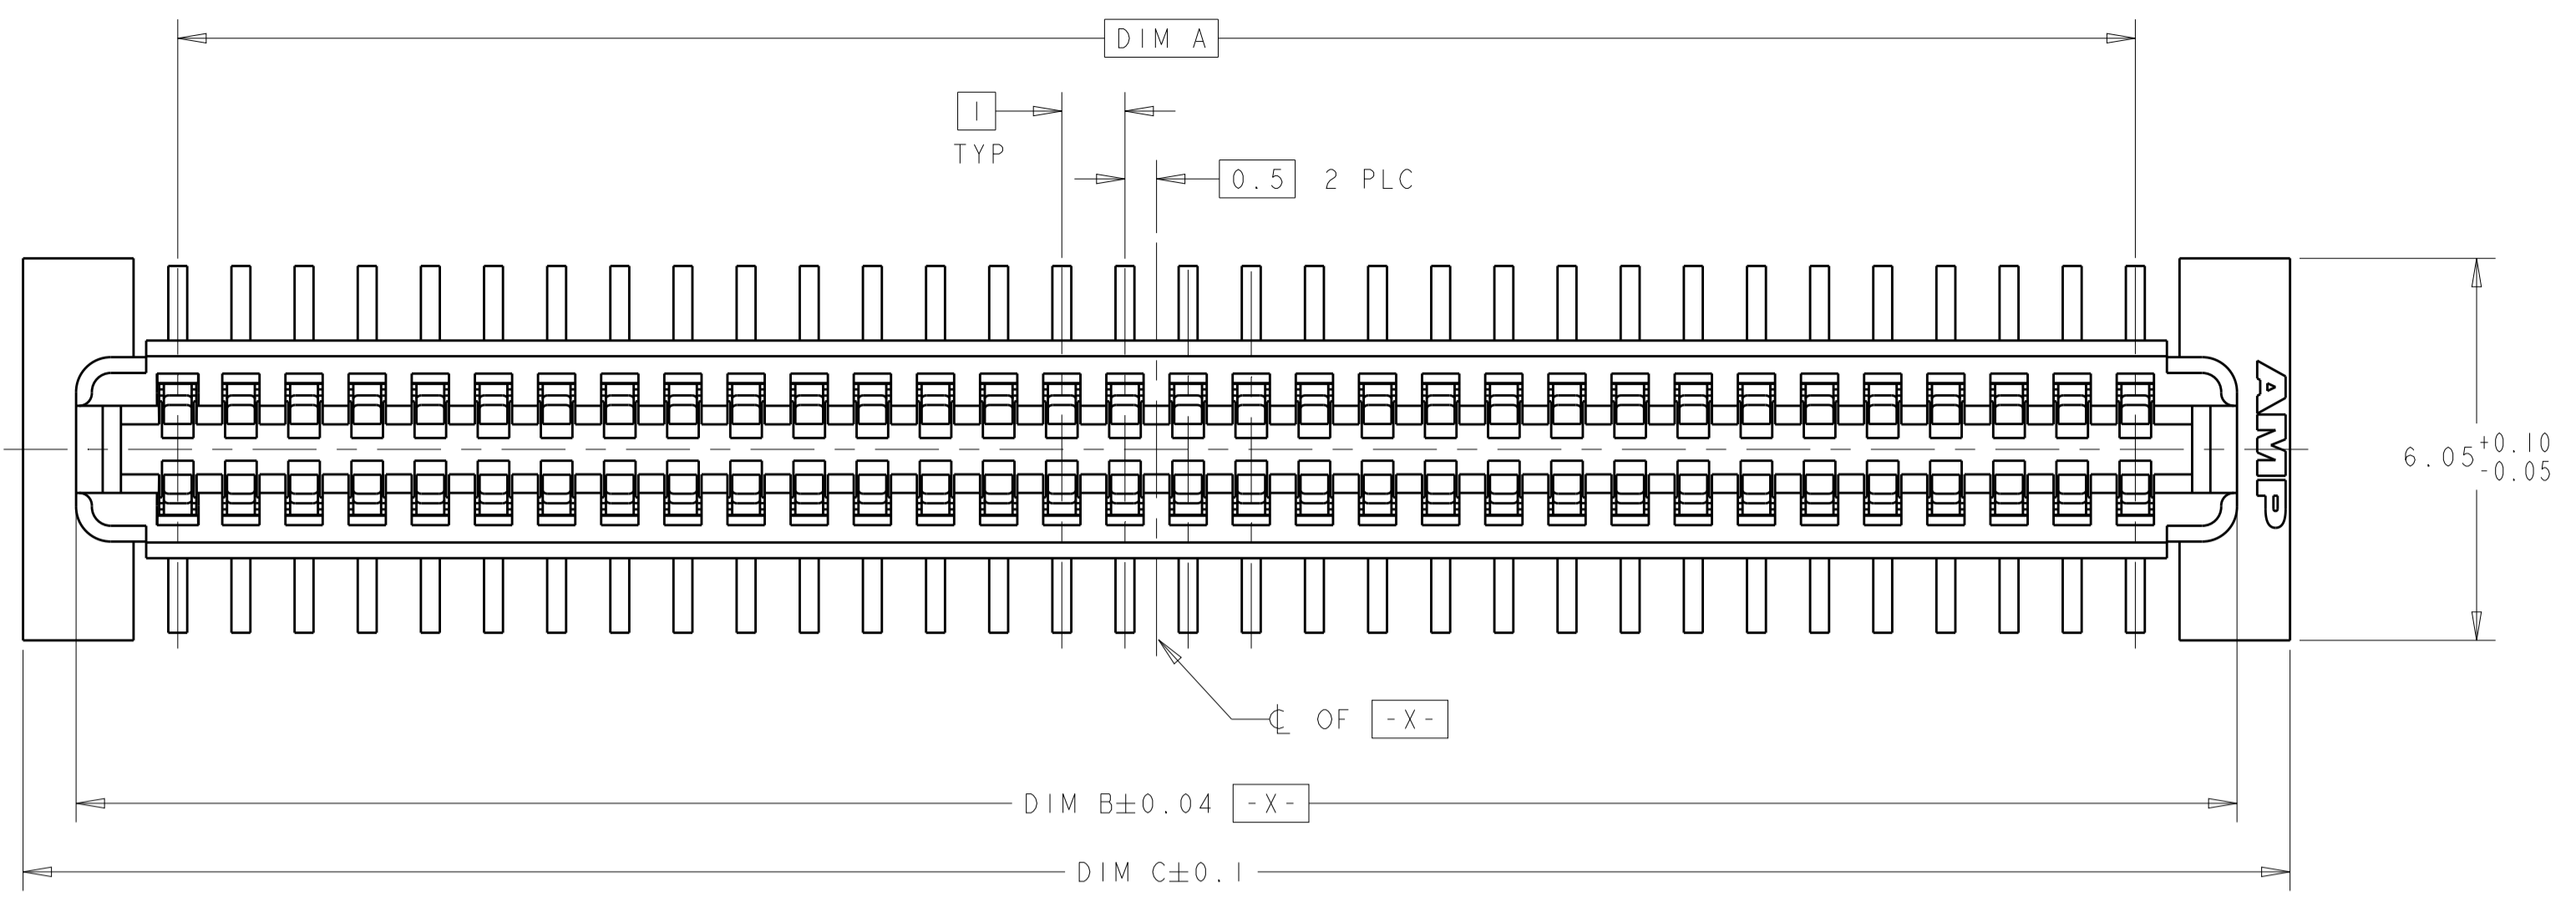 DIM A
1
TYP
0.5 2 PLC
AMP
6.05 +0.10
-0.05
℄ OF -X-
DIM B±0.04 -X-
DIM C±0.1